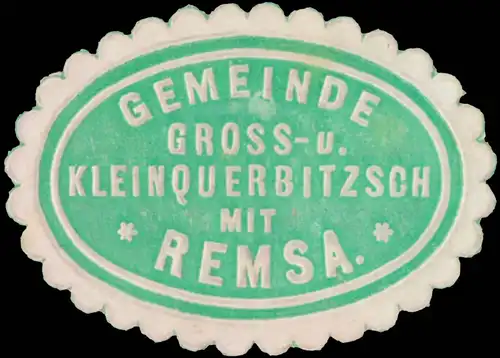 GEMEINDE
GROSS-U.
KLEINQUERBITZSCH
MIT
* REMSA. *